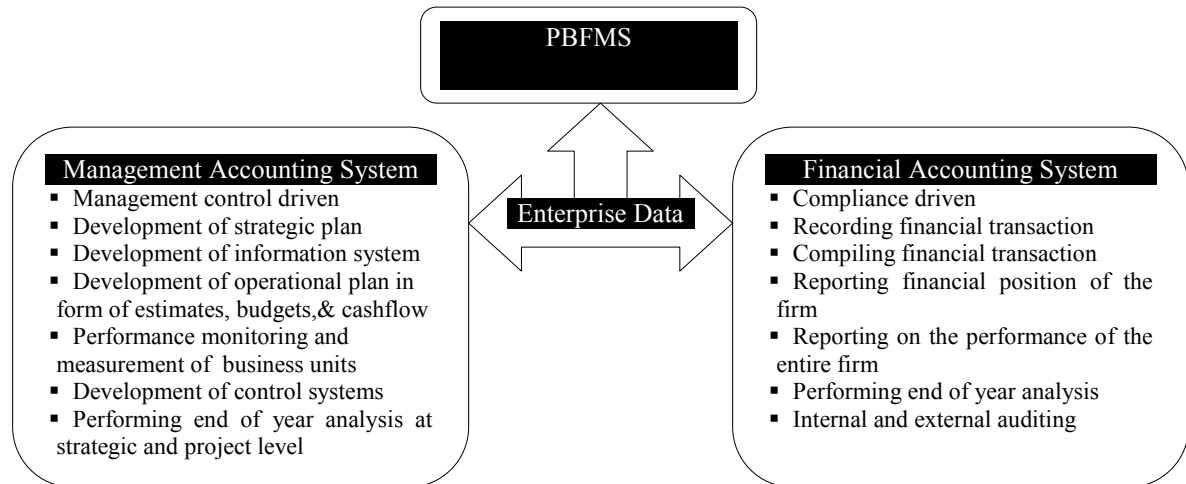 PBFMS
Management Accounting System
▪ Management control driven
▪ Development of strategic plan
▪ Development of information system
▪ Development of operational plan in
form of estimates, budgets,& cashflow
▪ Performance monitoring and
measurement of business units
▪ Development of control systems
▪ Performing end of year analysis at
strategic and project level
Enterprise Data
Financial Accounting System
▪ Compliance driven
▪ Recording financial transaction
▪ Compiling financial transaction
▪ Reporting financial position of the
firm
▪ Reporting on the performance of the
entire firm
▪ Performing end of year analysis
▪ Internal and external auditing